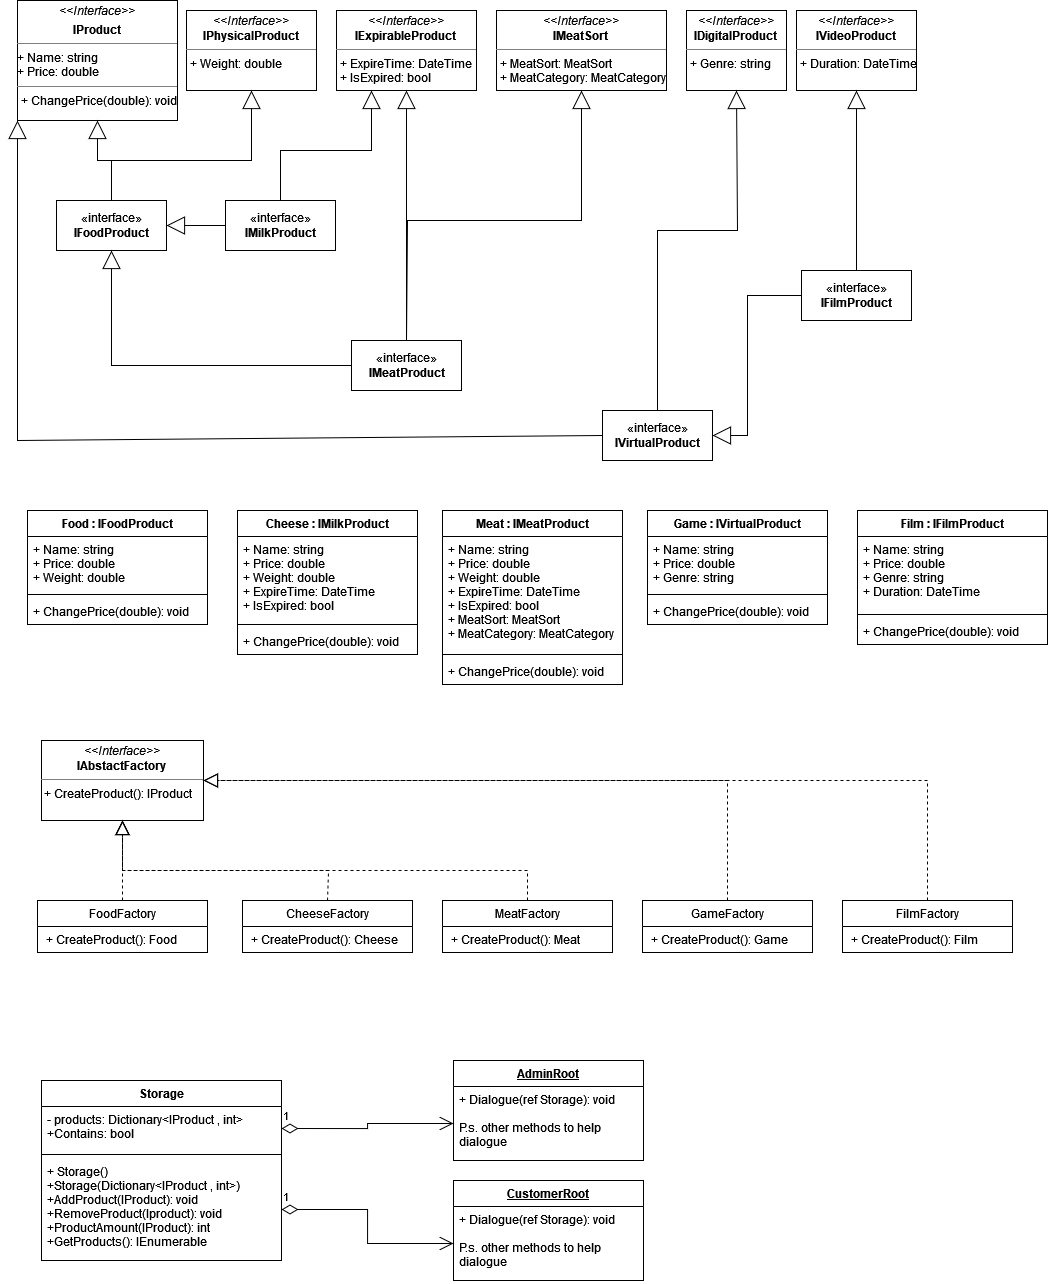 <<Interface>>
IProduct
+ Name: string
+ Price: double
+ ChangePrice(double): void
<<Interface>>
IPhysicalProduct
+ Weight: double
<<Interface>>
IExpirableProduct
+ ExpireTime: DateTime
+ IsExpired: bool
<<Interface>>
IMeatSort
+ MeatSort: MeatSort
+ MeatCategory: MeatCategory
<<Interface>>
IDigitalProduct
+ Genre: string
<<Interface>>
IVideoProduct
+ Duration: DateTime
«interface»
IFoodProduct
«interface»
IMilkProduct
«interface»
IFilmProduct
«interface»
IMeatProduct
«interface»
IVirtualProduct
Food : IFoodProduct
+ Name: string
+ Price: double
+ Weight: double
+ ChangePrice(double): void
Cheese : IMilkProduct
+ Name: string
+ Price: double
+ Weight: double
+ ExpireTime: DateTime
+ IsExpired: bool
+ ChangePrice(double): void
Meat : IMeatProduct
+ Name: string
+ Price: double
+ Weight: double
+ ExpireTime: DateTime
+ IsExpired: bool
+ MeatSort: MeatSort
+ MeatCategory: MeatCategory
+ ChangePrice(double): void
Game : IVirtualProduct
+ Name: string
+ Price: double
+ Genre: string
+ ChangePrice(double): void
Film : IFilmProduct
+ Name: string
+ Price: double
+ Genre: string
+ Duration: DateTime
+ ChangePrice(double): void
<<Interface>>
IAbstactFactory
+ CreateProduct(): IProduct
FoodFactory
+ CreateProduct(): Food
CheeseFactory
+ CreateProduct(): Cheese
MeatFactory
+ CreateProduct(): Meat
GameFactory
+ CreateProduct(): Game
FilmFactory
+ CreateProduct(): Film
Storage
- products: Dictionary<IProduct , int>
+Contains: bool
+ Storage()
+Storage(Dictionary<IProduct , int>)
+AddProduct(IProduct): void
+RemoveProduct(Iproduct): void
+ProductAmount(IProduct): int
+GetProducts(): IEnumerable
1
1
AdminRoot
+ Dialogue(ref Storage): void
P.s. other methods to help
dialogue
CustomerRoot
+ Dialogue(ref Storage): void
P.s. other methods to help
dialogue